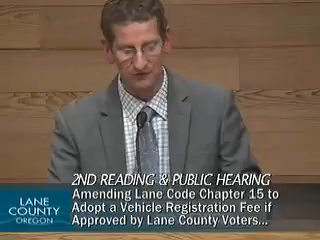 2ND READING & PUBLIC HEARING
Amending Lane Code Chapter 15 to
Adopt a Vehicle Registration Fee if
Approved by Lane County Voters...
LANE
COUNTY
OREGON